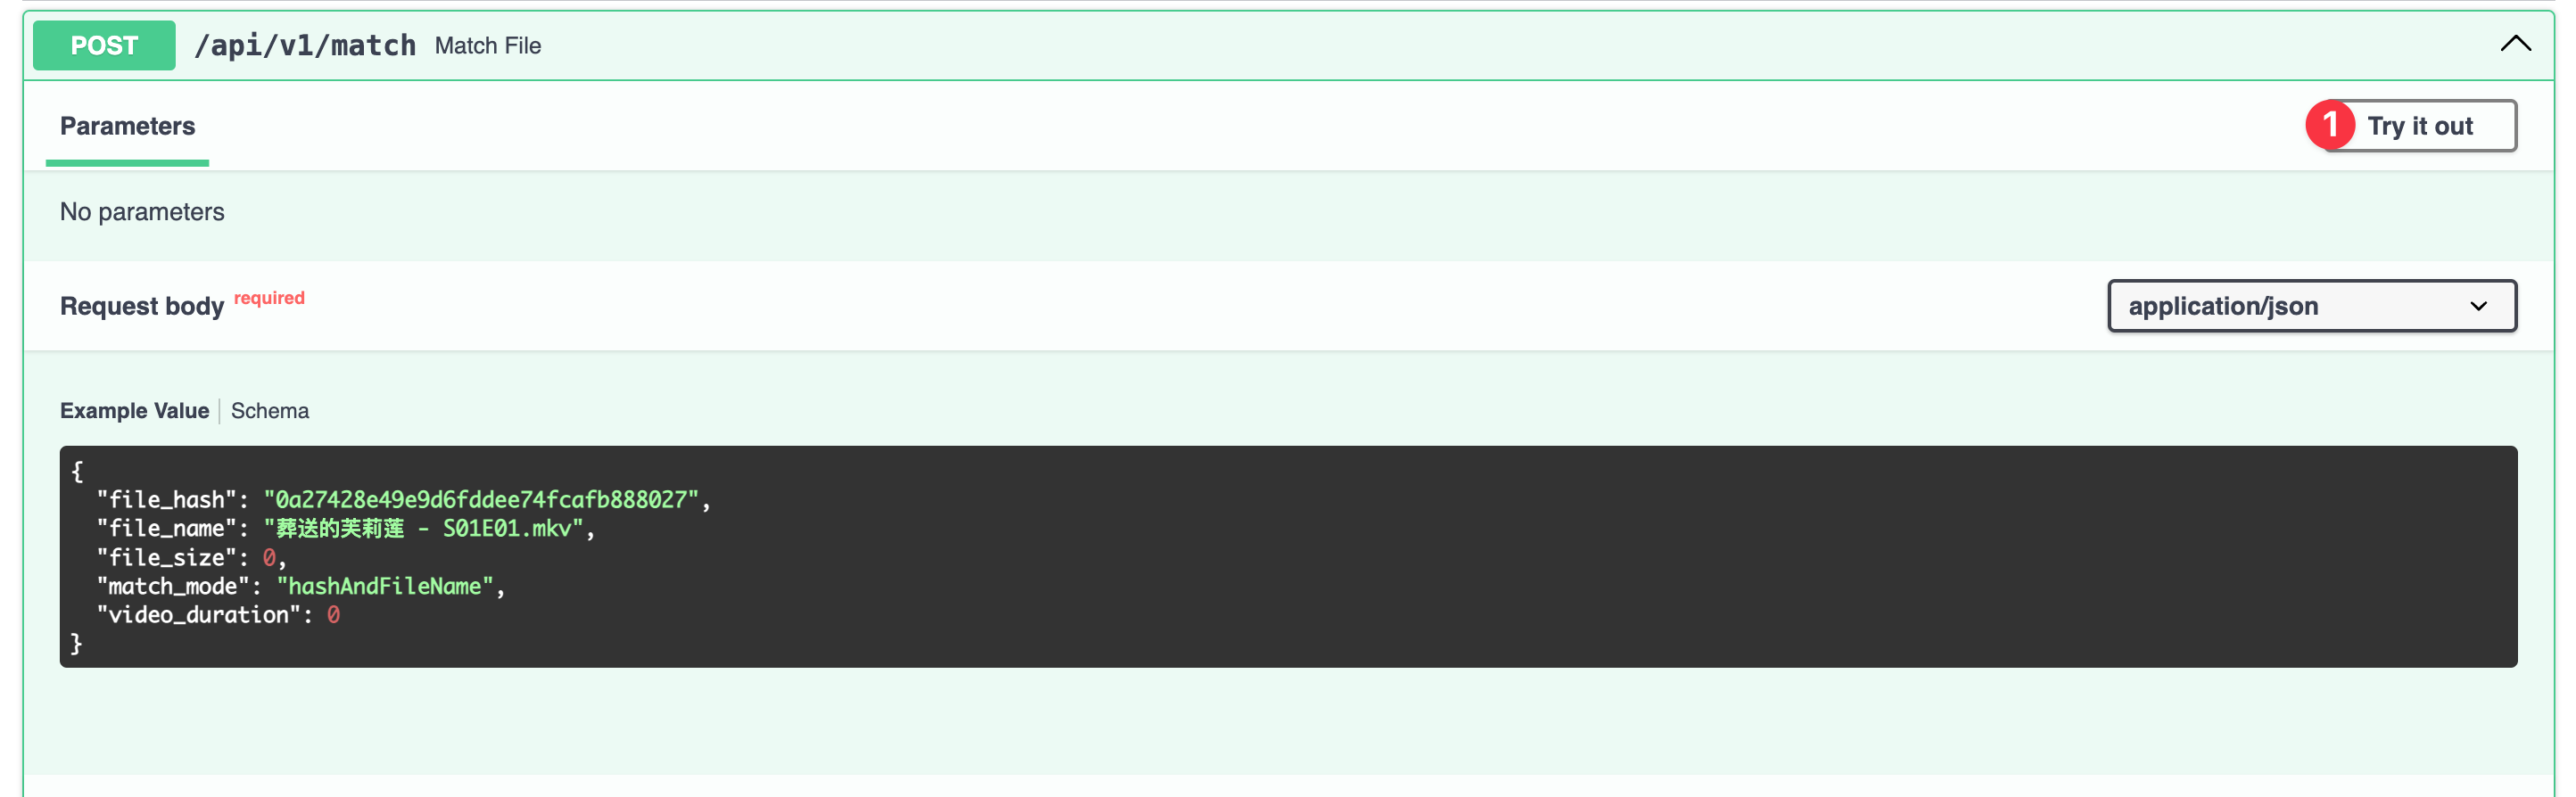 POST /api/v1/match Match File
Parameters
1 Try it out
No parameters
Request body required
application/json
Example Value Schema
{
"file_hash": "0a27428e49e9d6fddee74fcafb888027",
"file_name": "葬送的芙莉莲 - S01E01.mkv",
"file_size": 0,
"match_mode": "hashAndFileName",
"video_duration": 0
}